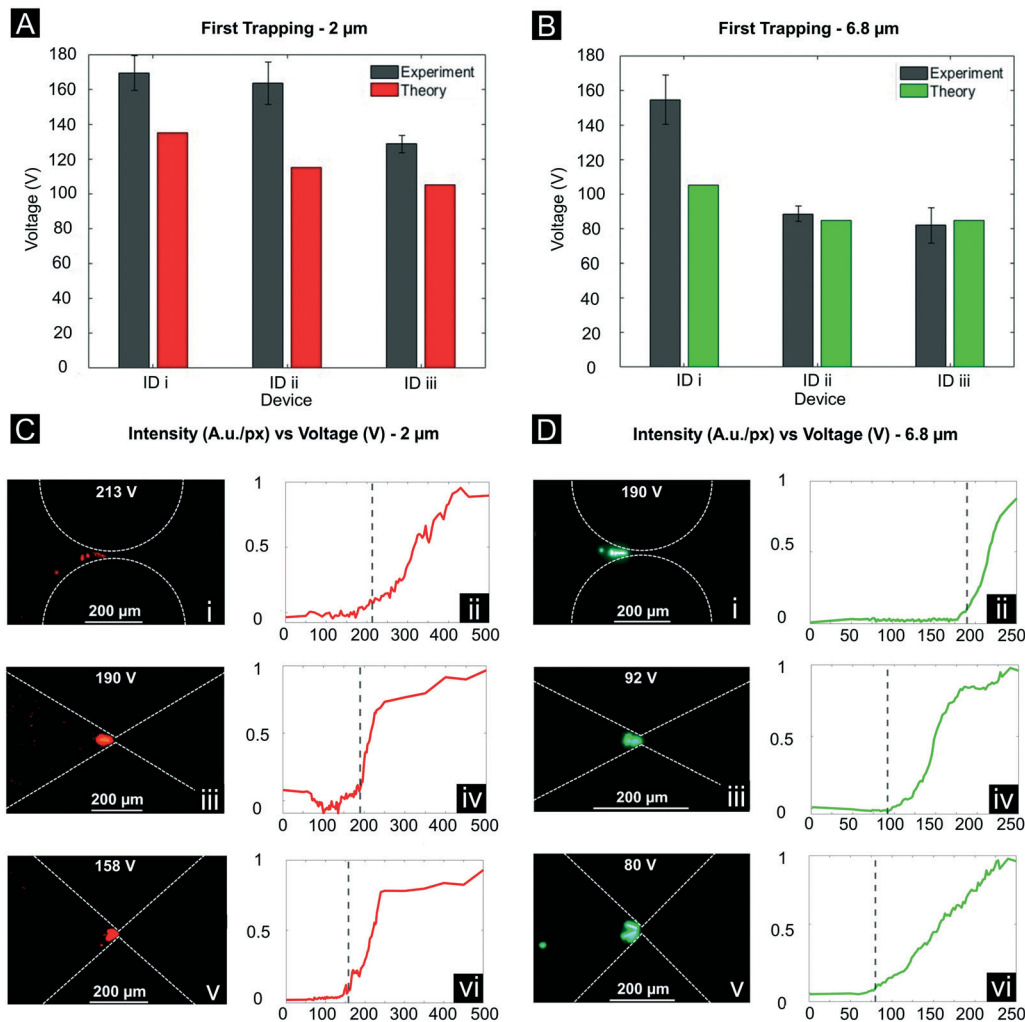 A
First Trapping - 2 µm
180
160
140
120
100
80
60
40
20
0
Voltage (V)
Experiment
Theory
ID i
ID ii
ID iii
Device
B
First Trapping - 6.8 µm
180
160
140
120
100
80
60
40
20
0
Voltage (V)
Experiment
Theory
ID i
ID ii
ID iii
Device
C
Intensity (A.u./px) vs Voltage (V) - 2 µm
213 V
200 µm
i
1
0.5
0
ii
0 100 200 300 400 500
190 V
200 µm
iii
1
0.5
0
iv
0 100 200 300 400 500
158 V
200 µm
v
1
0.5
0
vi
0 100 200 300 400 500
D
Intensity (A.u./px) vs Voltage (V) - 6.8 µm
190 V
200 µm
i
1
0.5
0
ii
0 50 100 150 200 250
92 V
200 µm
iii
1
0.5
0
iv
0 50 100 150 200 250
80 V
200 µm
v
1
0.5
0
vi
0 50 100 150 200 250